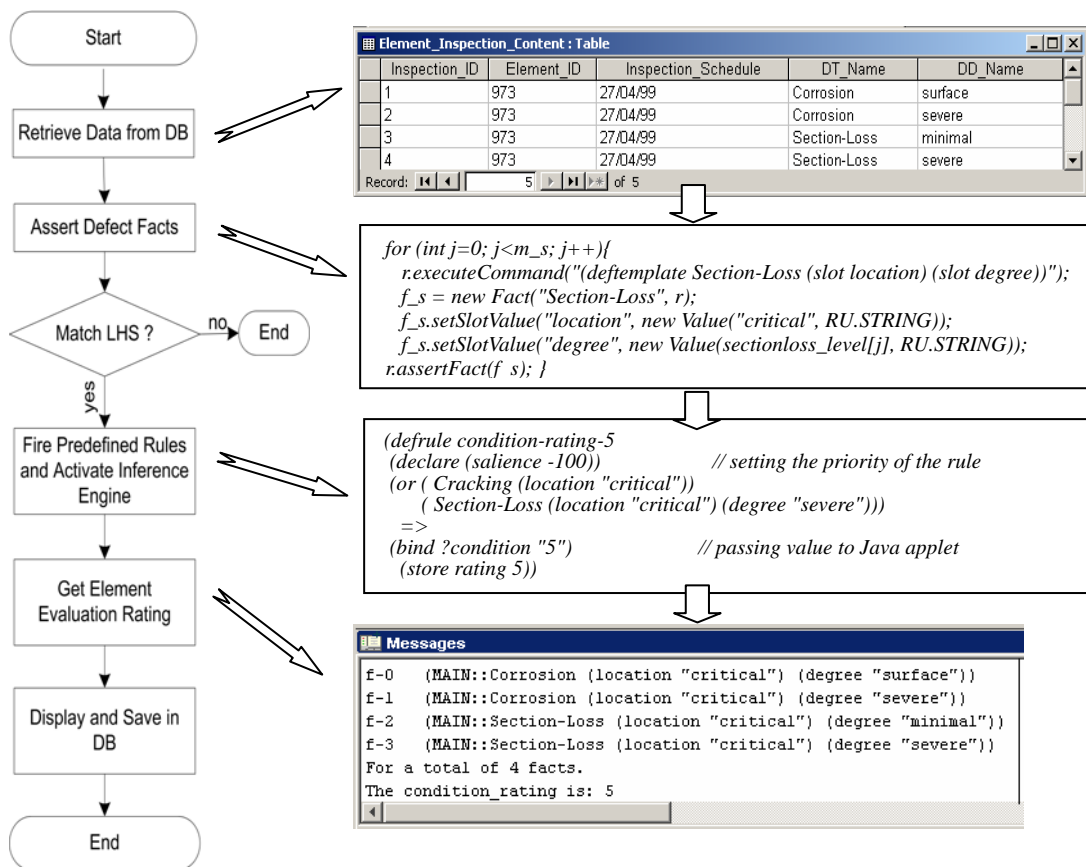 Start
Retrieve Data from DB
Assert Defect Facts
Match LHS ?
no
End
yes
Fire Predefined Rules
and Activate Inference
Engine
Get Element
Evaluation Rating
Display and Save in
DB
End
Element_Inspection_Content : Table
Inspection_ID Element_ID Inspection_Schedule DT_Name DD_Name
1 973 27/04/99 Corrosion surface
2 973 27/04/99 Corrosion severe
3 973 27/04/99 Section-Loss minimal
4 973 27/04/99 Section-Loss severe
Record: 5 of 5
for (int j=0; j<m_s; j++){
r.executeCommand("(deftemplate Section-Loss (slot location) (slot degree))");
f_s = new Fact("Section-Loss", r);
f_s.setSlotValue("location", new Value("critical", RU.STRING));
f_s.setSlotValue("degree", new Value(sectionloss_level[j], RU.STRING));
r.assertFact(f s); }
(defrule condition-rating-5
(declare (salience -100)) // setting the priority of the rule
(or ( Cracking (location "critical"))
( Section-Loss (location "critical") (degree "severe")))
=>
(bind ?condition "5") // passing value to Java applet
(store rating 5))
Messages
f-0 (MAIN::Corrosion (location "critical") (degree "surface"))
f-1 (MAIN::Corrosion (location "critical") (degree "severe"))
f-2 (MAIN::Section-Loss (location "critical") (degree "minimal"))
f-3 (MAIN::Section-Loss (location "critical") (degree "severe"))
For a total of 4 facts.
The condition_rating is: 5